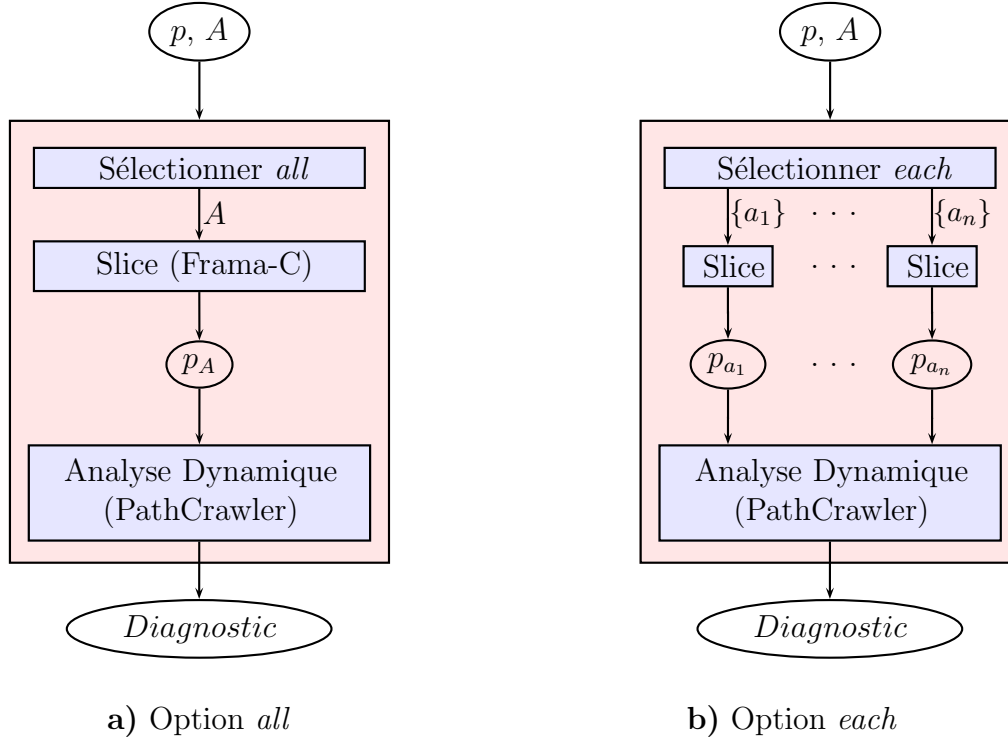 p, A
Sélectionner all
A
Slice (Frama-C)
p_A
Analyse Dynamique
(PathCrawler)
Diagnostic
a) Option all
p, A
Sélectionner each
{a_1} · · · {a_n}
Slice · · · Slice
p_{a_1} · · · p_{a_n}
Analyse Dynamique
(PathCrawler)
Diagnostic
b) Option each